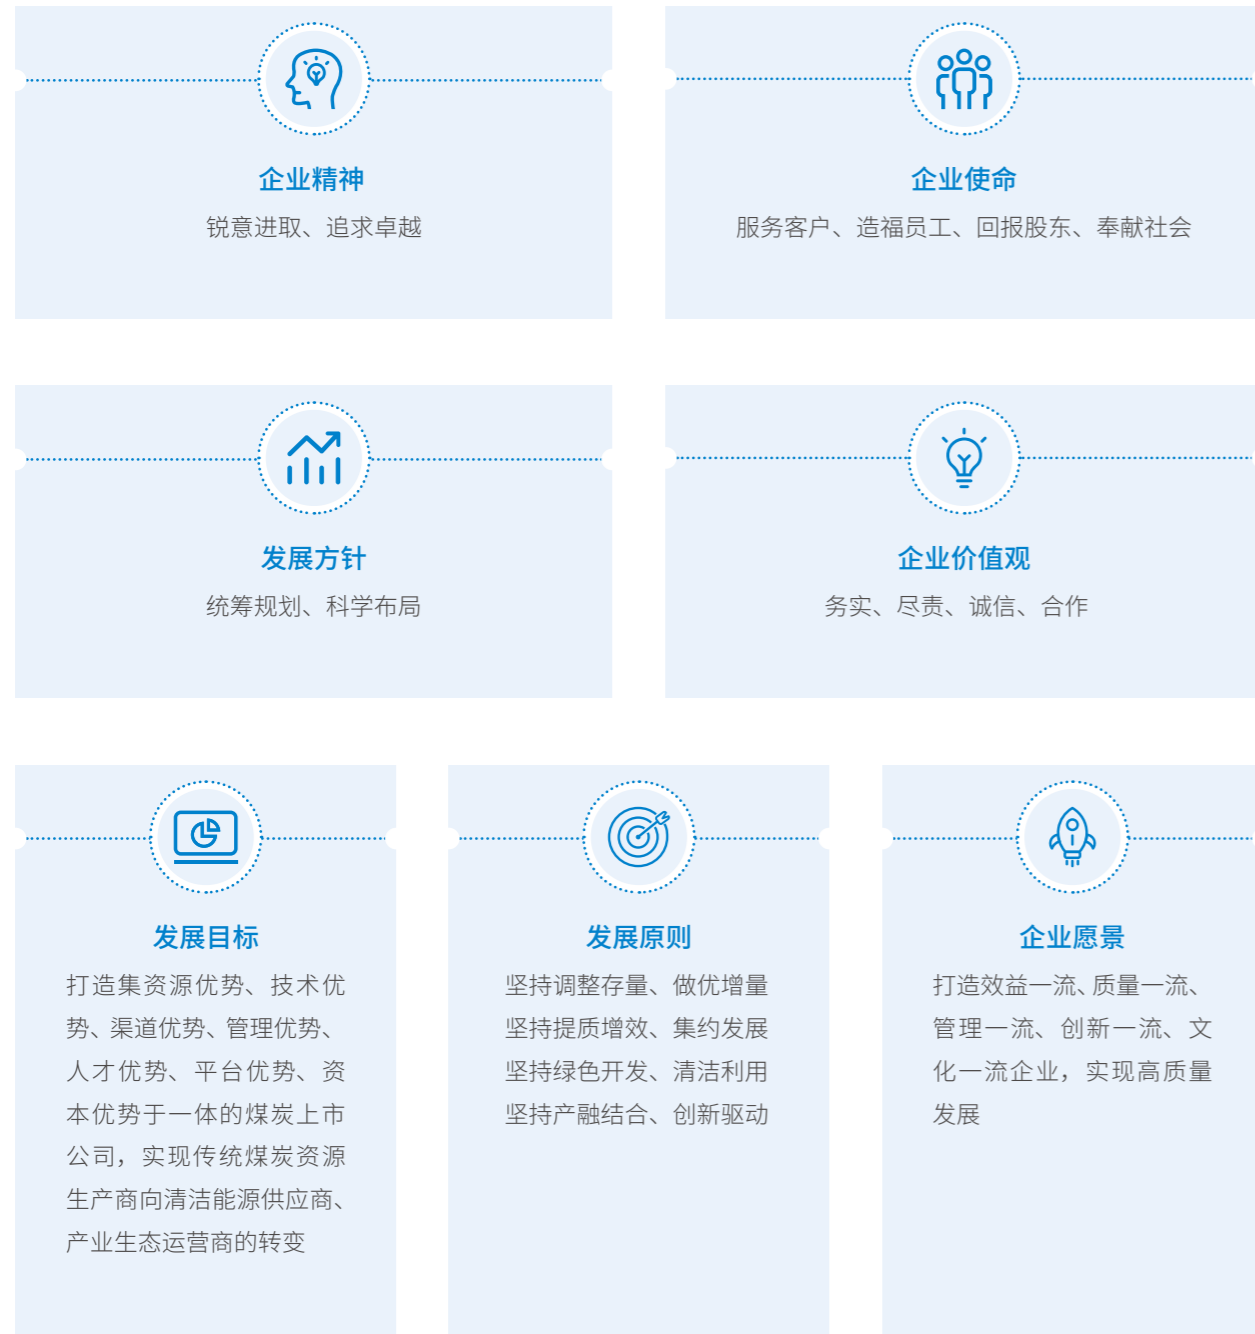 企业精神
锐意进取、追求卓越
企业使命
服务客户、造福员工、回报股东、奉献社会
发展方针
统筹规划、科学布局
企业价值观
务实、尽责、诚信、合作
发展目标
打造集资源优势、技术优
势、渠道优势、管理优势、
人才优势、平台优势、资
本优势于一体的煤炭上市
公司，实现传统煤炭资源
生产商向清洁能源供应商、
产业生态运营商的转变
发展原则
坚持调整存量、做优增量
坚持提质增效、集约发展
坚持绿色开发、清洁利用
坚持产融结合、创新驱动
企业愿景
打造效益一流、质量一流、
管理一流、创新一流、文
化一流企业，实现高质量
发展